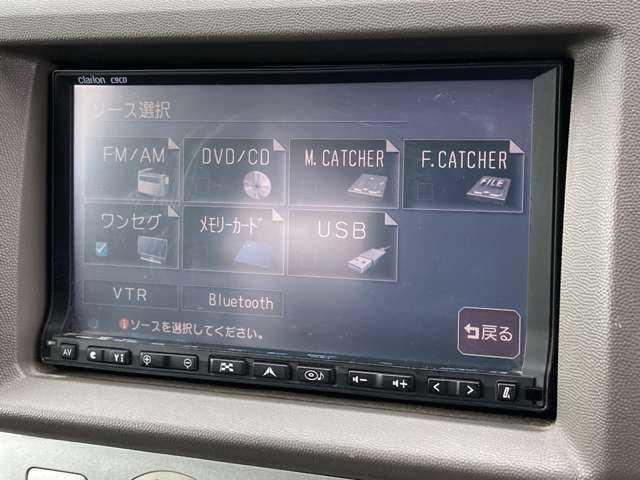 clarion C9CD
ソース選択
FM/AM DVD/CD M. CATCHER F.CATCHER
FILE
ワンセグ ﾒﾓﾘｰｶｰﾄﾞ USB
VTR Bluetooth
iソースを選択してください。
戻る
AV